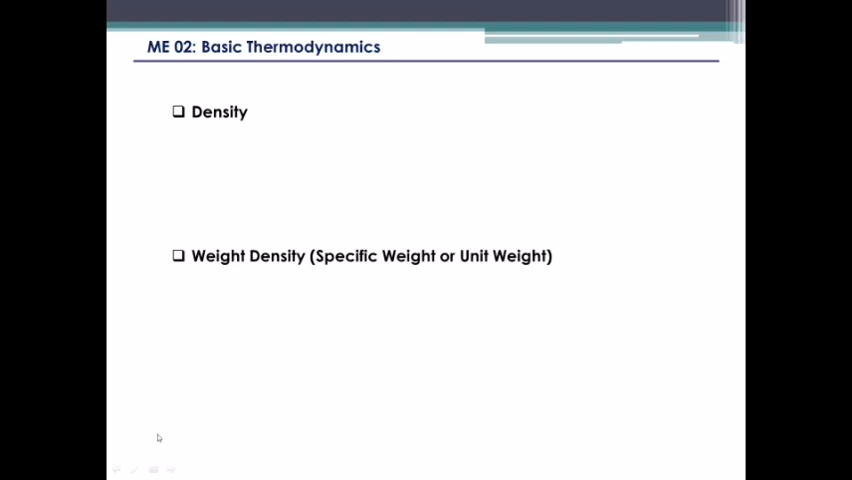 ME 02: Basic Thermodynamics
❑ Density
❑ Weight Density (Specific Weight or Unit Weight)